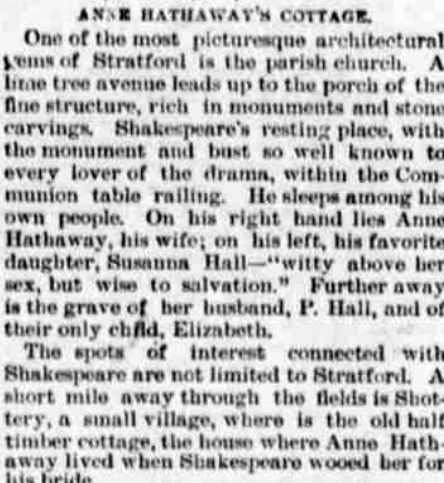 ANNE HATHAWAY'S COTTAGE.
One of the most picturesque architectural
gems of Stratford is the parish church. A
lime tree avenue leads up to the porch of the
fine structure, rich in monuments and stone
carvings. Shakespeare's resting place, with
the monument and bust so well known to
every lover of the drama, within the Com-
munion table railing. He sleeps among his
own people. On his right hand lies Anne
Hathaway, his wife; on his left, his favorite
daughter, Susanna Hall—"witty above her
sex, but wise to salvation." Further away
is the grave of her husband, P. Hall, and of
their only child, Elizabeth.
The spots of interest connected with
Shakespeare are not limited to Stratford. A
short mile away through the fields is Shot-
tery, a small village, where is the old half
timber cottage, the house where Anne Hath-
away lived when Shakespeare wooed her for
his bride